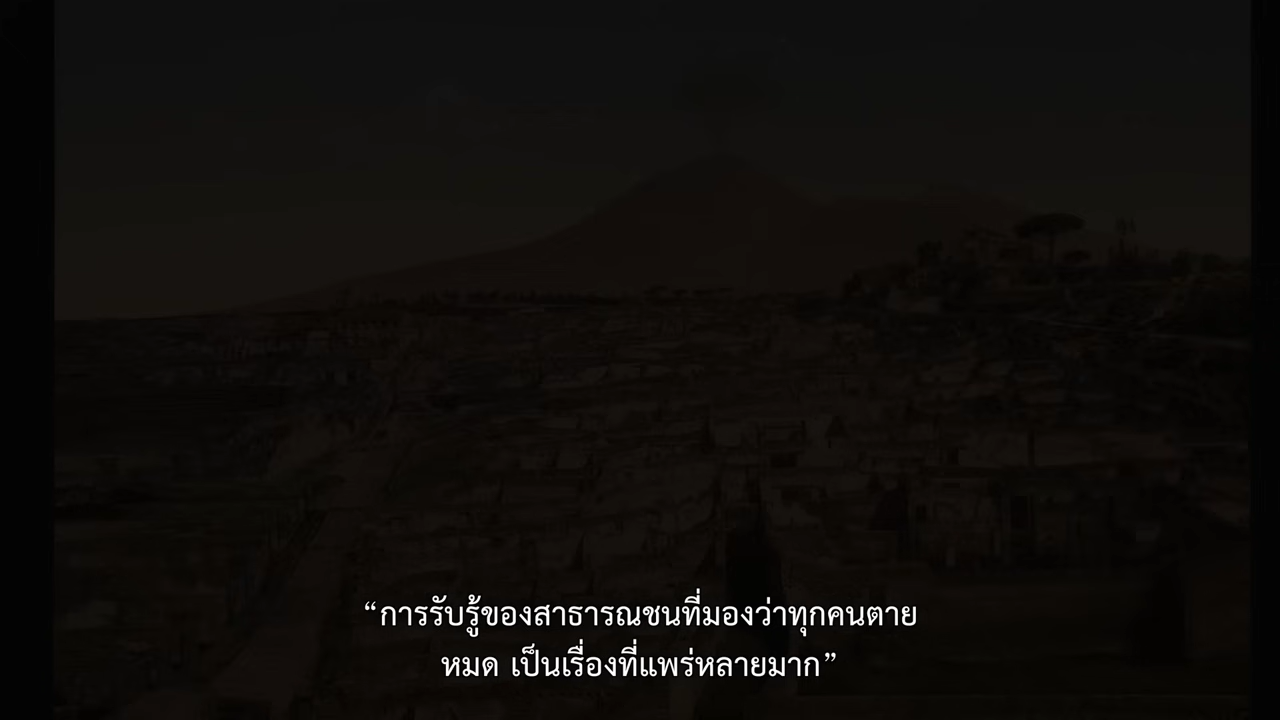 “การรับรู้ของสาธารณชนที่มองว่าทุกคนตาย
หมด เป็นเรื่องที่แพร่หลายมาก”